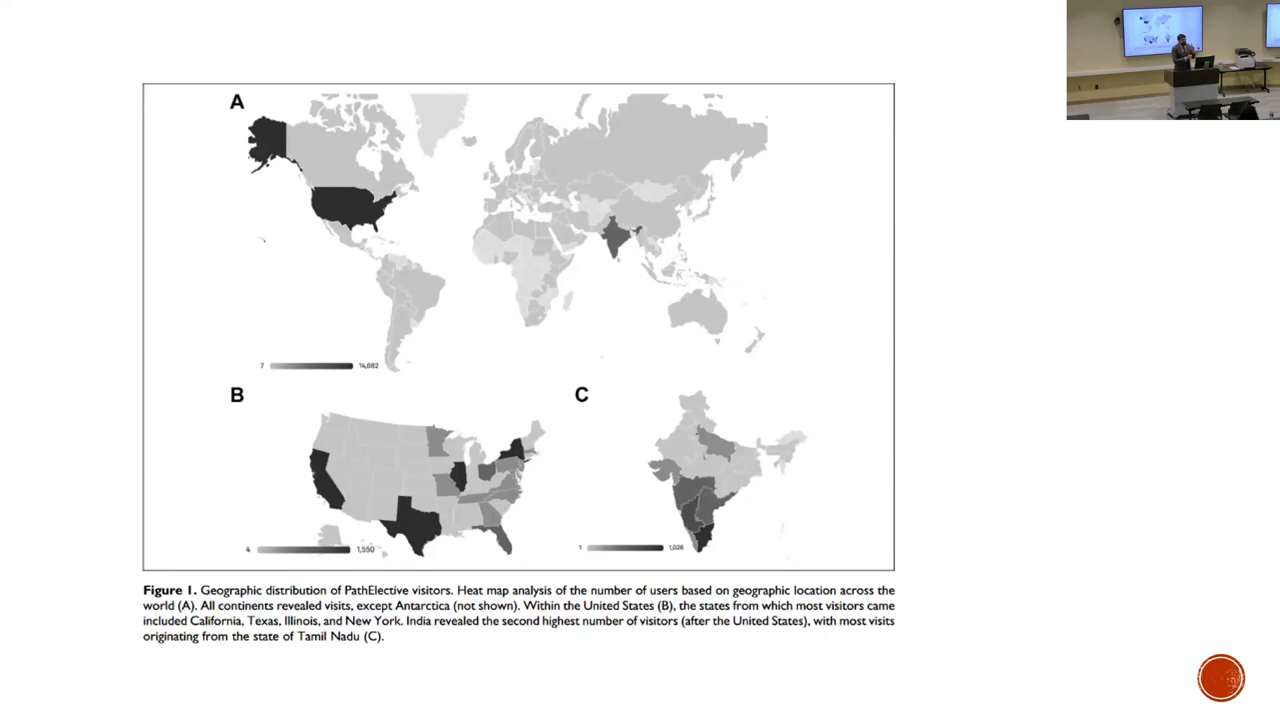 A
7 14,682
B
C
4 1,550
1 1,026
Figure 1. Geographic distribution of PathElective visitors. Heat map analysis of the number of users based on geographic location across the
world (A). All continents revealed visits, except Antarctica (not shown). Within the United States (B), the states from which most visitors came
included California, Texas, Illinois, and New York. India revealed the second highest number of visitors (after the United States), with most visits
originating from the state of Tamil Nadu (C).